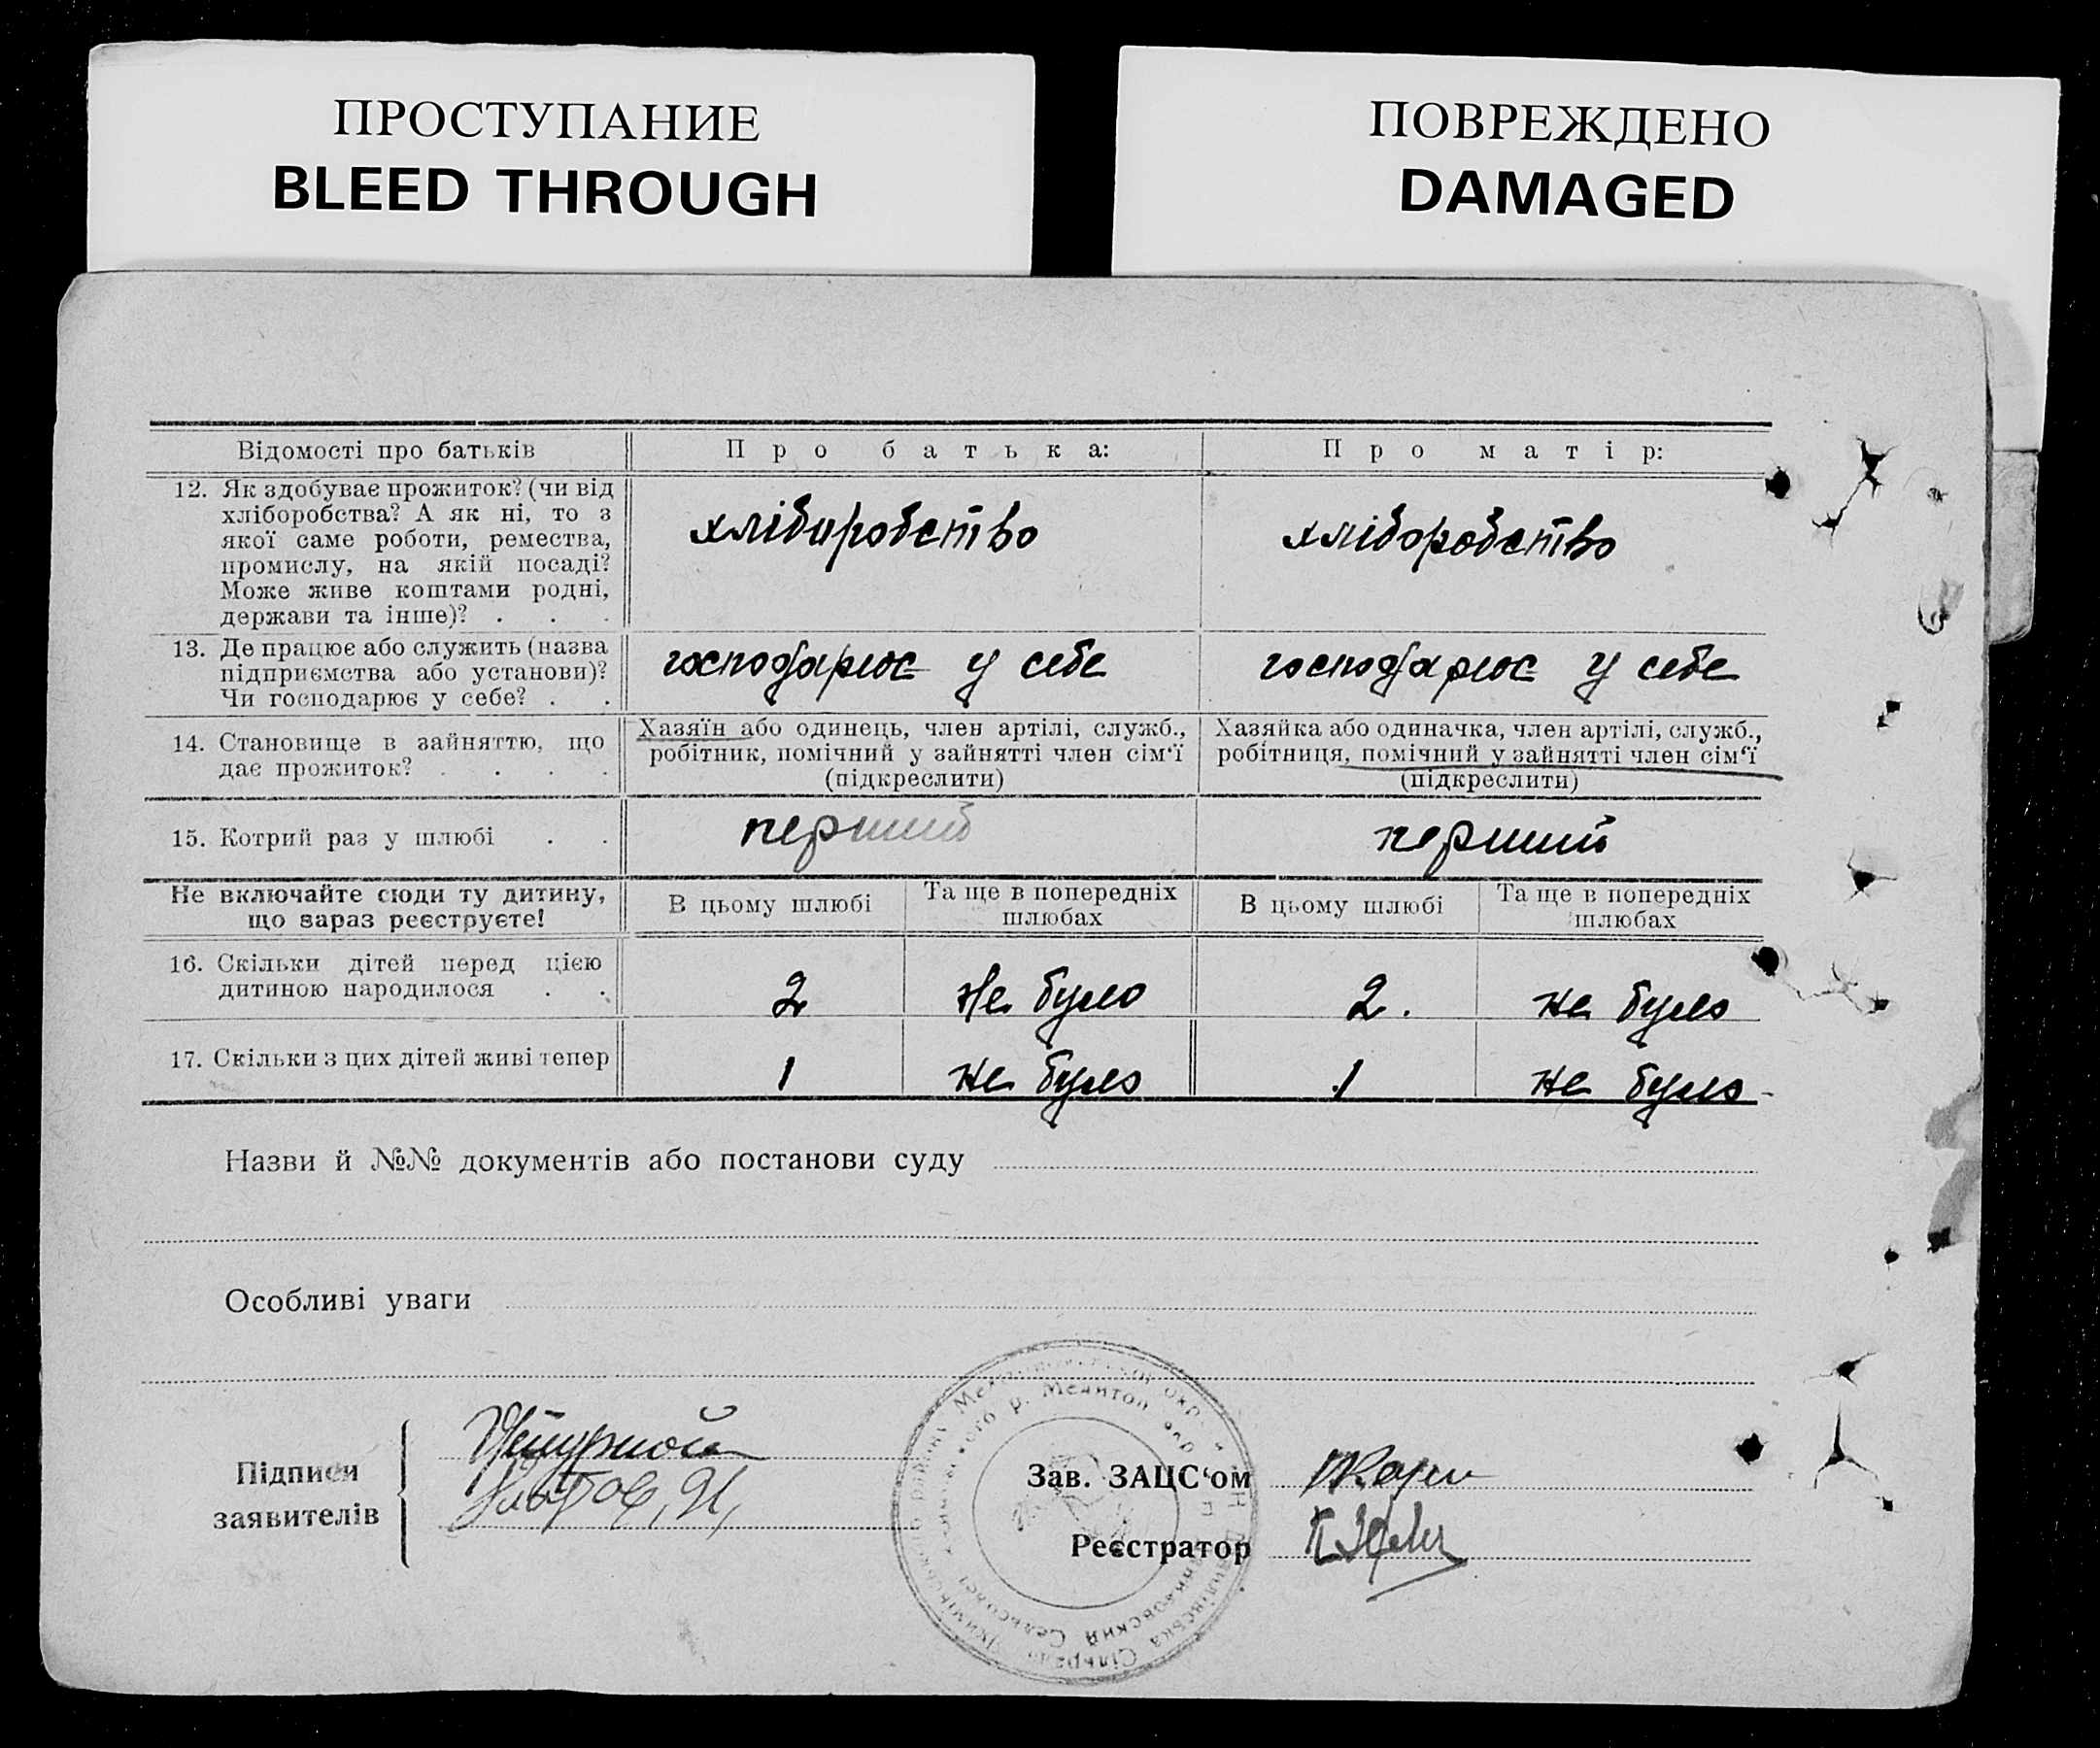 ПРОСТУПАНИЕ
BLEED THROUGH
ПОВРЕЖДЕНО
DAMAGED
Відомості про батьків
Про батька:
Про матір:
12. Як здобуває прожиток? (чи від
хліборобства? А як ні, то з
якої саме роботи, ремества,
промислу, на якій посаді?
Може живе коштами родні,
держави та інше)? . . .
хліборобство
хліборобство
13. Де працює або служить (назва
підприємства або установи)?
Чи господарює у себе? . .
господарює у себе
господарює у себе
14. Становище в зайняттю, що
дає прожиток? . . . .
Хазяїн або одинець, член артілі, служб.,
робітник, помічний у зайнятті член сім‘ї
(підкреслити)
Хазяйка або одиначка, член артілі, служб.,
робітниця, помічний у зайнятті член сім‘ї
(підкреслити)
15. Котрий раз у шлюбі . .
перший
перший
Не включайте сюди ту дитину,
що зараз реєструєте!
В цьому шлюбі
Та ще в попередніх
шлюбах
В цьому шлюбі
Та ще в попередніх
шлюбах
16. Скільки дітей перед цією
дитиною народилося . .
2
Не було
2.
не було
17. Скільки з цих дітей живі тепер
1
не було
1
не було
Назви й №№ документів або постанови суду
Особливі уваги
Підписи
заявителів
Зав. ЗАЦС‘ом
Реєстратор
р. Мелитоп окр
Сельсовет